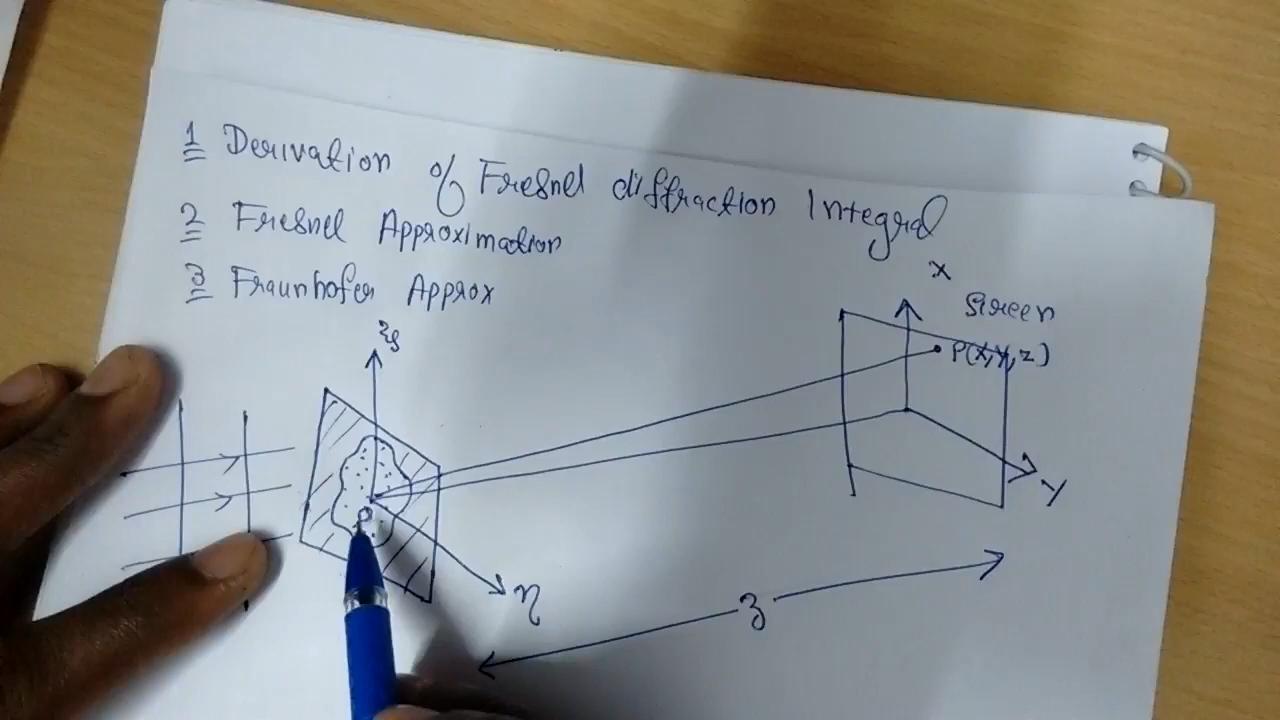 1 Derivation of Fresnel diffraction Integral
2 Fresnel Approximation
3 Fraunhofer Approx
X
Screen
P(X,Y,Z)
Y
η
z